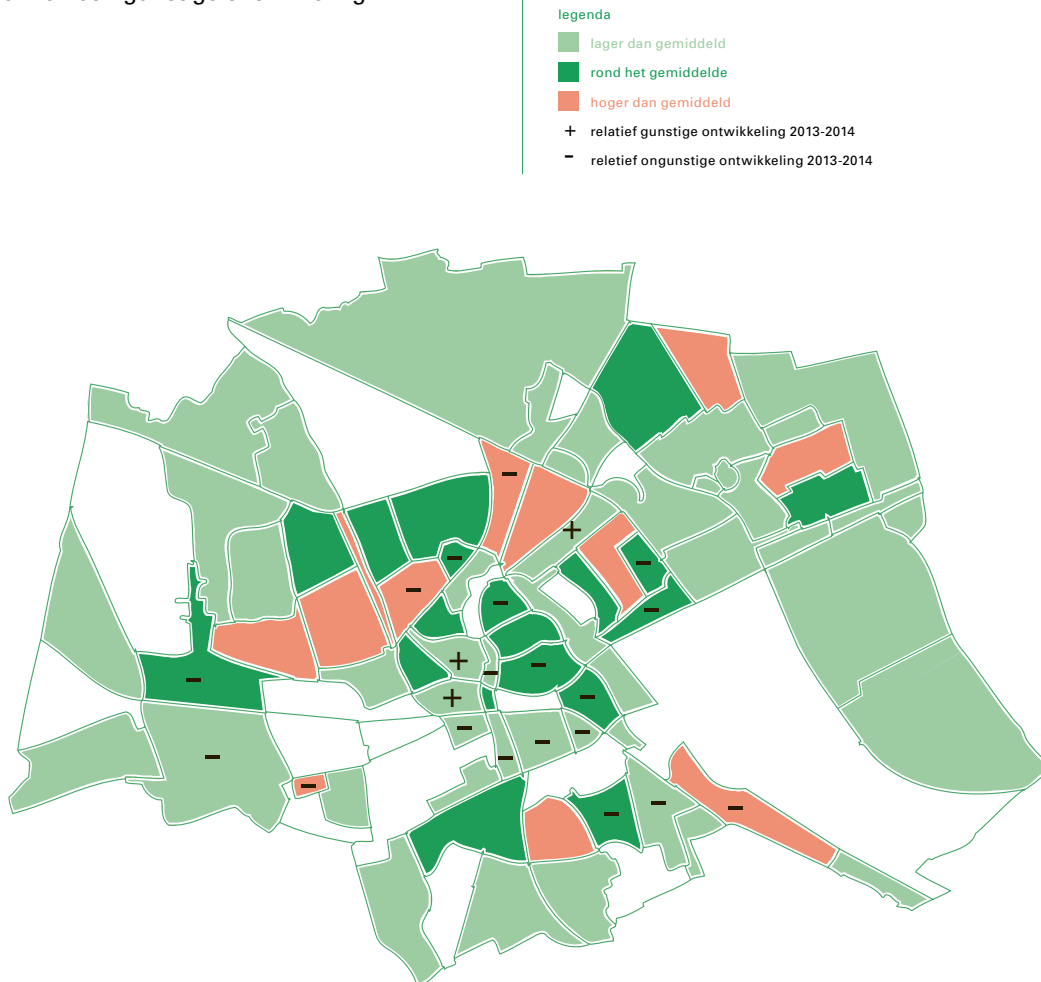 legenda
lager dan gemiddeld
rond het gemiddelde
hoger dan gemiddeld
+ relatief gunstige ontwikkeling 2013-2014
– reletief ongunstige ontwikkeling 2013-2014